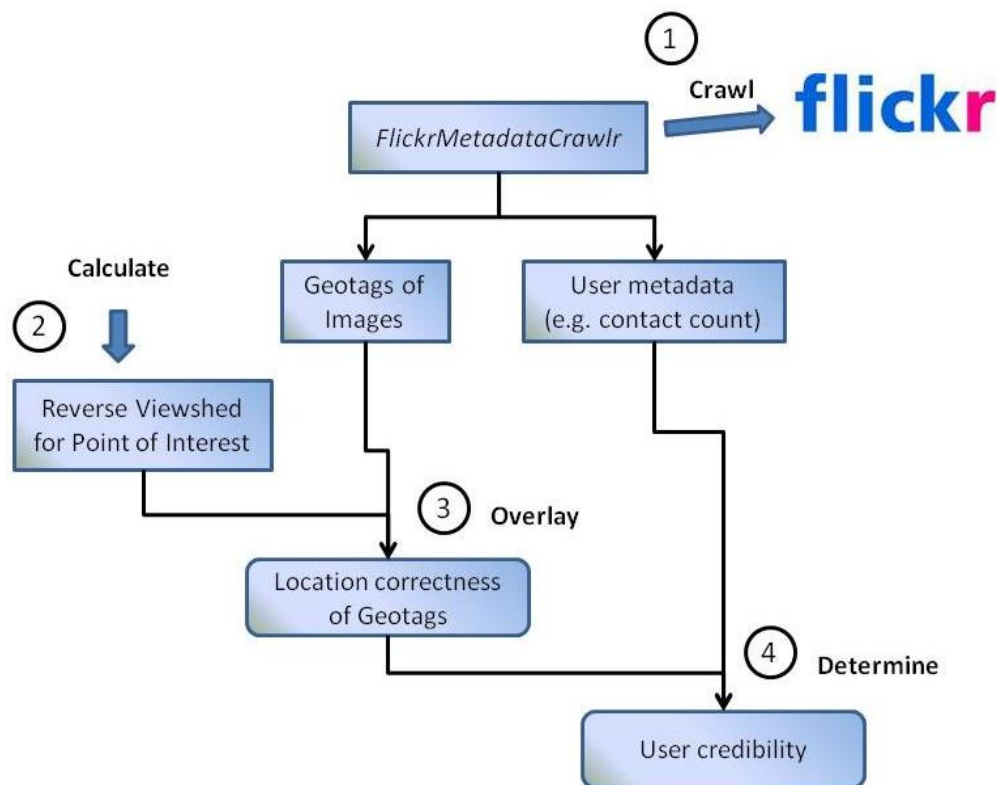 1
Crawl
flickr
FlickrMetadataCrawlr
Calculate
2
Geotags of
Images
User metadata
(e.g. contact count)
Reverse Viewshed
for Point of Interest
3
Overlay
Location correctness
of Geotags
4
Determine
User credibility